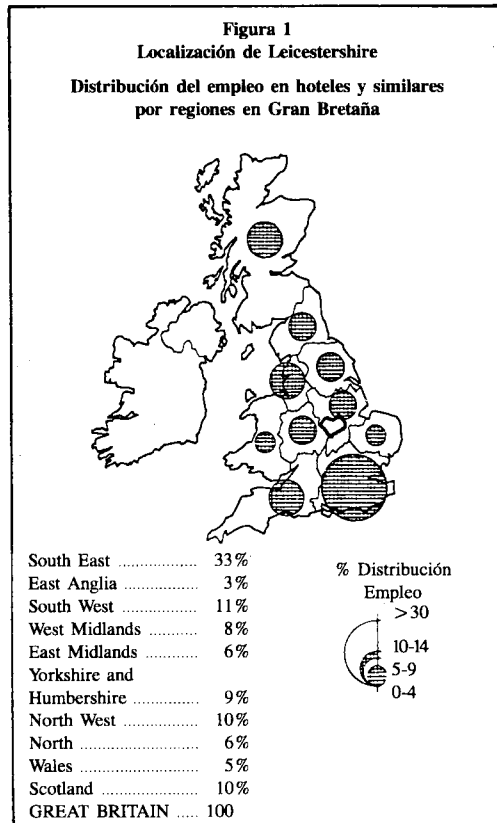 Figura 1
Localización de Leicestershire
Distribución del empleo en hoteles y similares
por regiones en Gran Bretaña
South East .................. 33%
East Anglia ................. 3%
South West ................. 11%
West Midlands ........... 8%
East Midlands ............ 6%
Yorkshire and
Humbershire .............. 9%
North West ................ 10%
North ......................... 6%
Wales ......................... 5%
Scotland ..................... 10%
GREAT BRITAIN ..... 100
% Distribución
Empleo
>30
10-14
5-9
0-4